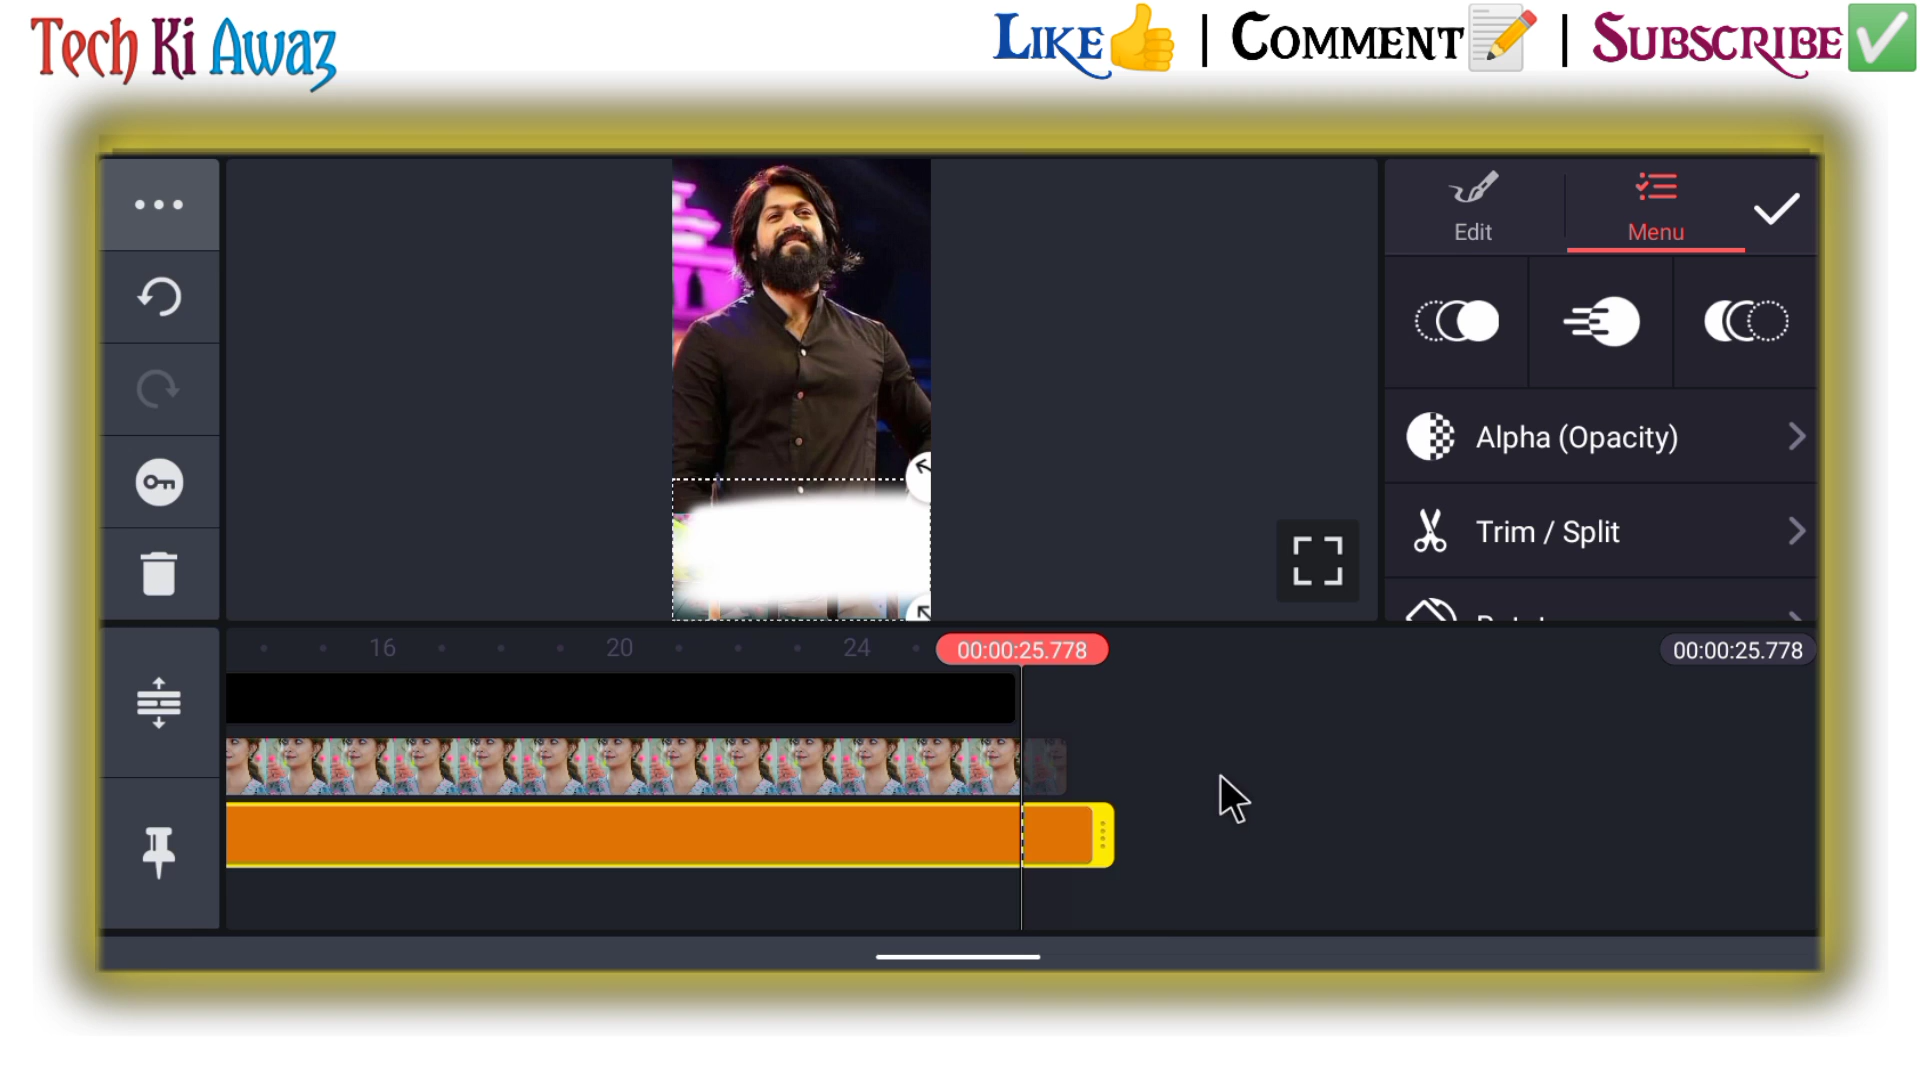 Tech Ki Awaz
LIKE | COMMENT | SUBSCRIBE
Edit
Menu
Alpha (Opacity)
Trim / Split
16
20
24
00:00:25.778
00:00:25.778